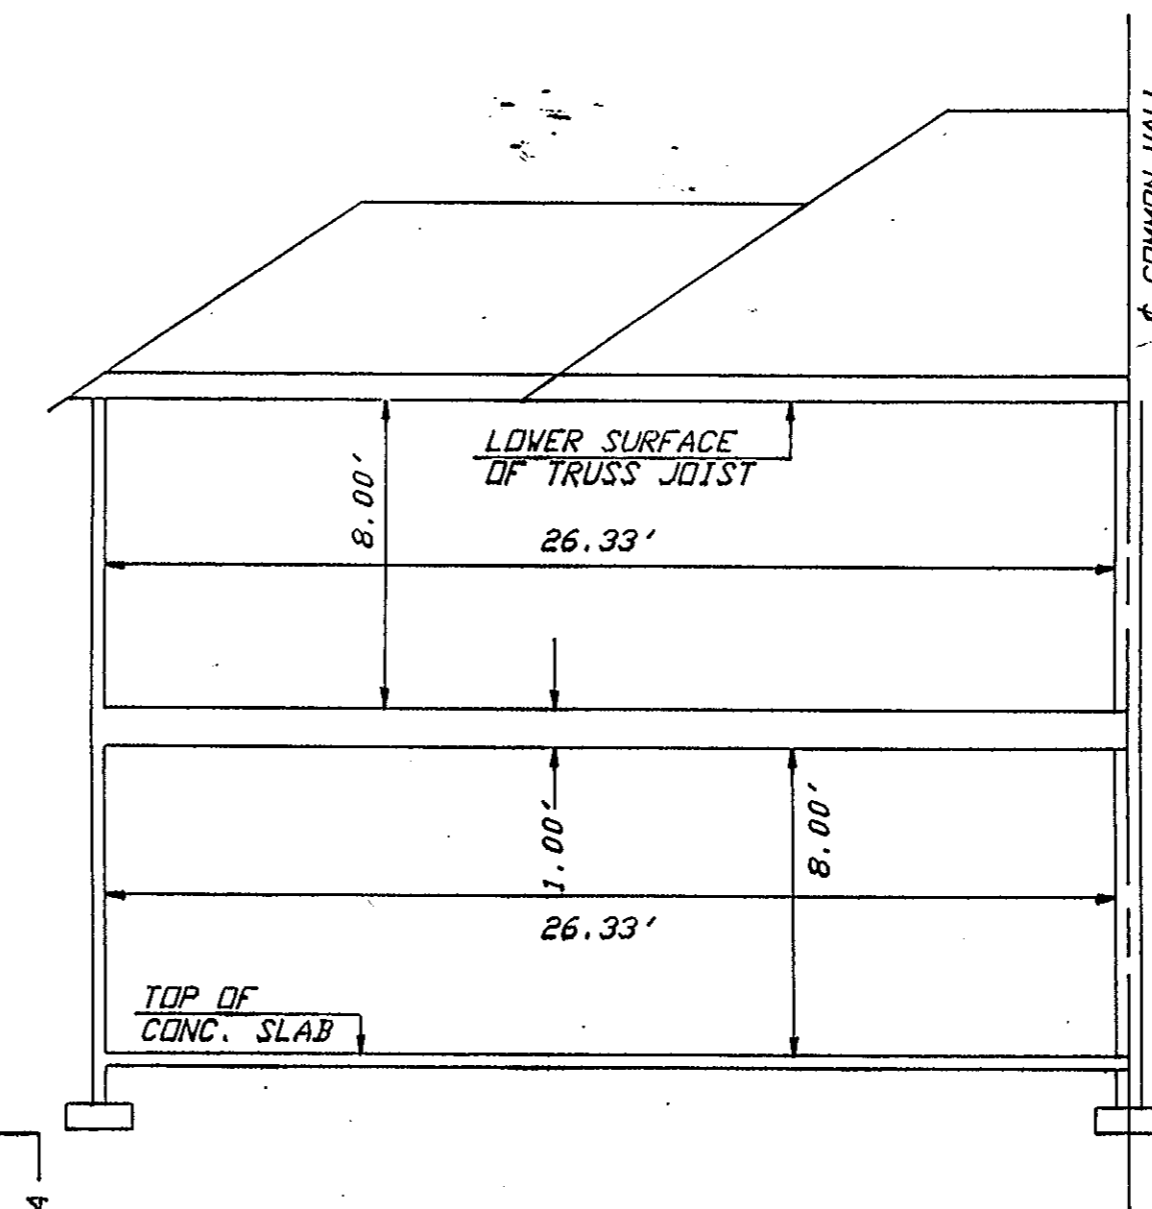 ℄ COMMON WALL
LOWER SURFACE
OF TRUSS JOIST
8.00'
26.33'
1.00'
8.00'
26.33'
TOP OF
CONC. SLAB
A